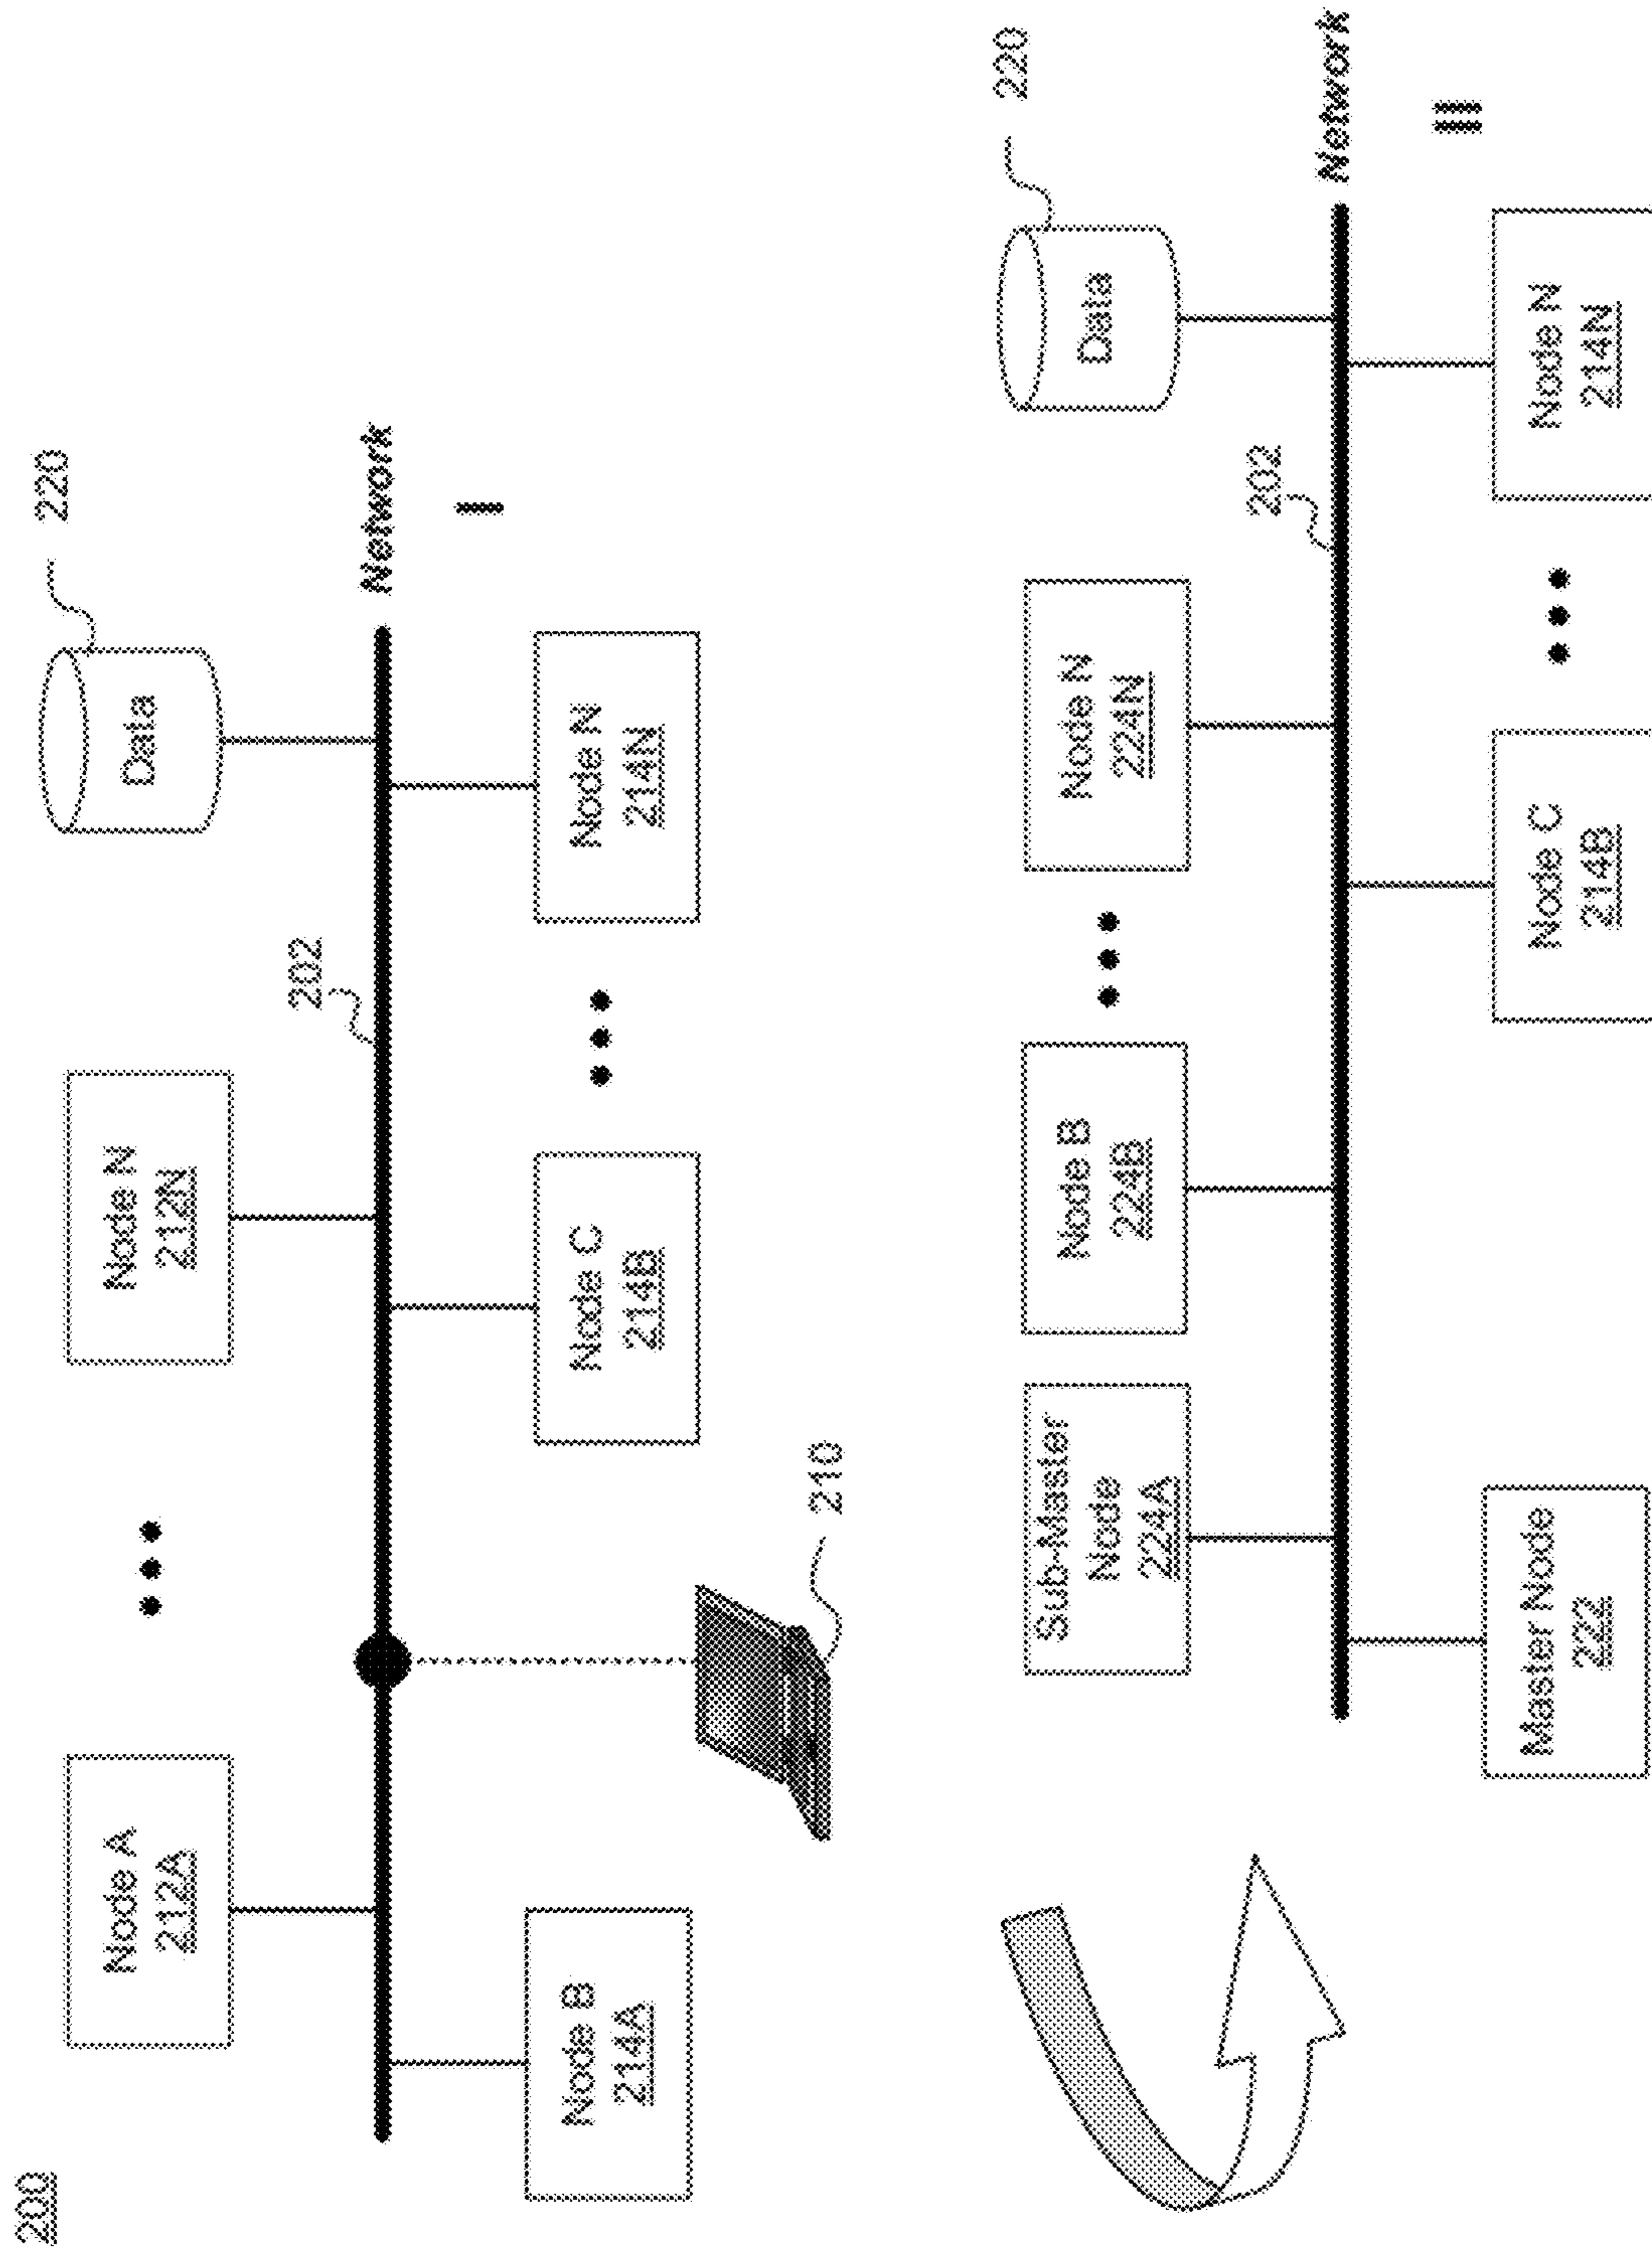 200
220
Node A
212A
Node N
212N
Data
202
Network
Node B
214A
Node C
214B
Node N
214N
I
210
220
Sub-Master
Node
224A
Node B
224B
Node N
224N
Data
202
Network
Master Node
222
Node C
214B
Node N
214N
II